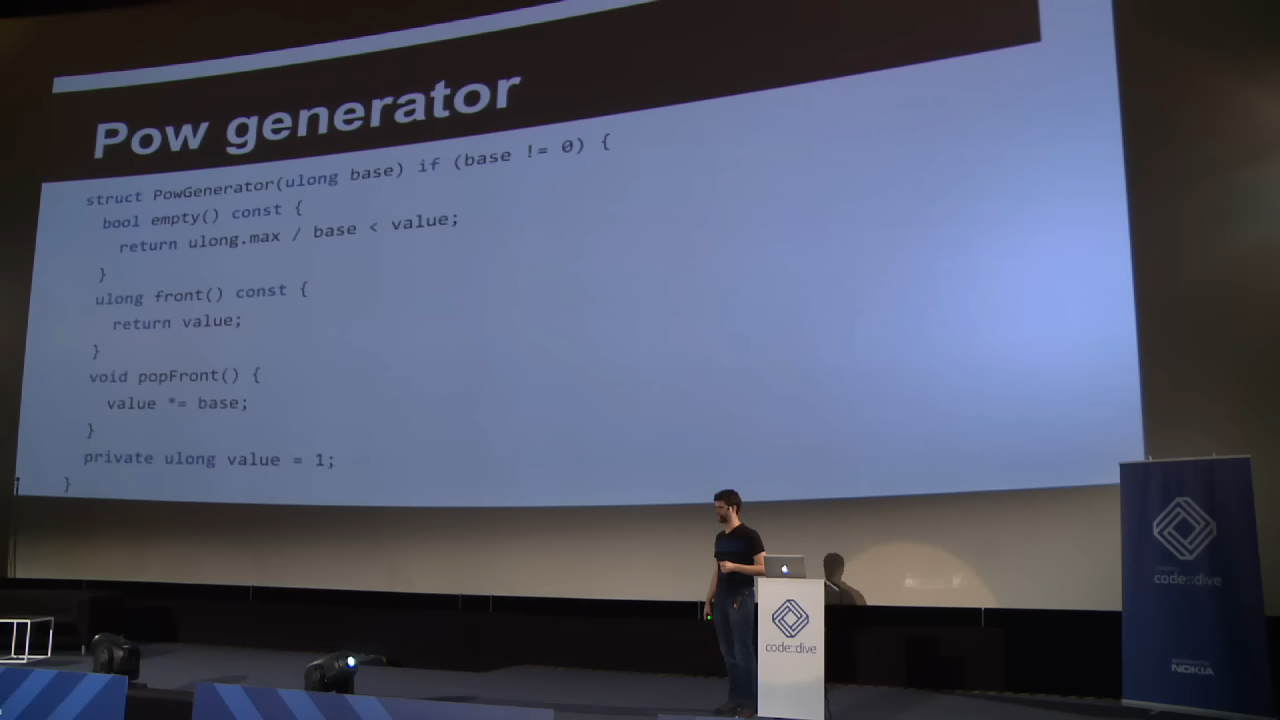 Pow generator
struct PowGenerator(ulong base) if (base != 0) {
bool empty() const {
return ulong.max / base < value;
}
ulong front() const {
return value;
}
void popFront() {
value *= base;
}
private ulong value = 1;
}
code::dive
code::dive
NOKIA